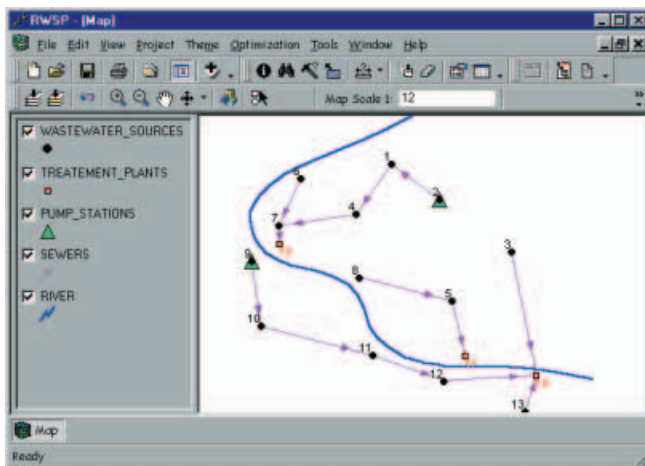 RWSP - [Map]
File Edit View Project Theme Optimization Tools Window Help
Map Scale 1: 12
WASTEWATER_SOURCES
TREATEMENT_PLANTS
PUMP_STATIONS
SEWERS
RIVER
1
2
6
4
7
3
9
8
5
10
11
12
13
Map
Ready